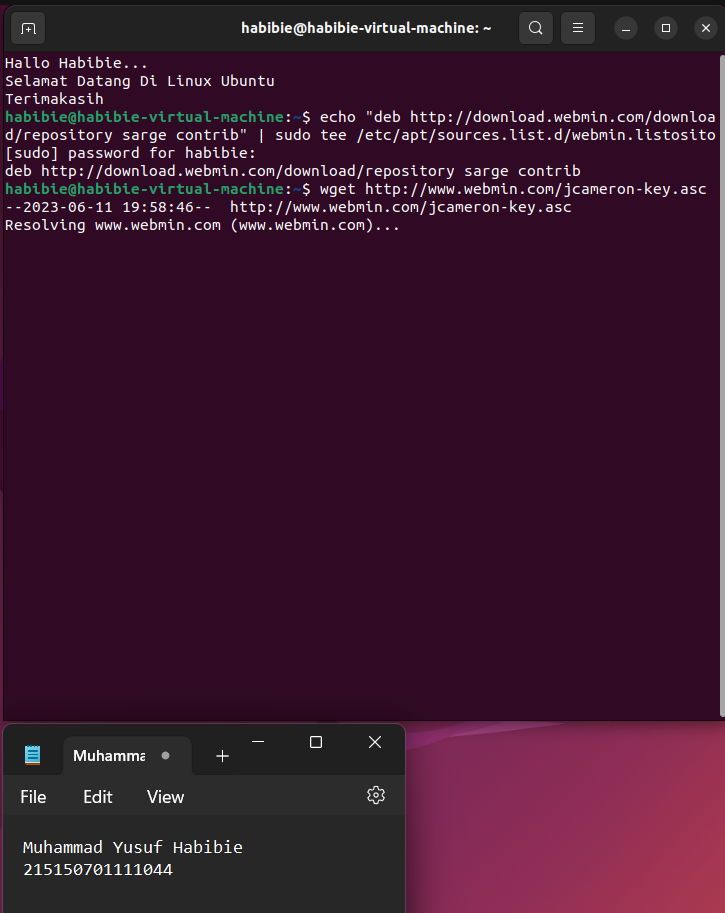 habibie@habibie-virtual-machine: ~
Hallo Habibie...
Selamat Datang Di Linux Ubuntu
Terimakasih
habibie@habibie-virtual-machine:~$ echo "deb http://download.webmin.com/downloa
d/repository sarge contrib" | sudo tee /etc/apt/sources.list.d/webmin.listosito
[sudo] password for habibie:
deb http://download.webmin.com/download/repository sarge contrib
habibie@habibie-virtual-machine:~$ wget http://www.webmin.com/jcameron-key.asc
--2023-06-11 19:58:46--  http://www.webmin.com/jcameron-key.asc
Resolving www.webmin.com (www.webmin.com)...
Muhamma
File Edit View
Muhammad Yusuf Habibie
215150701111044